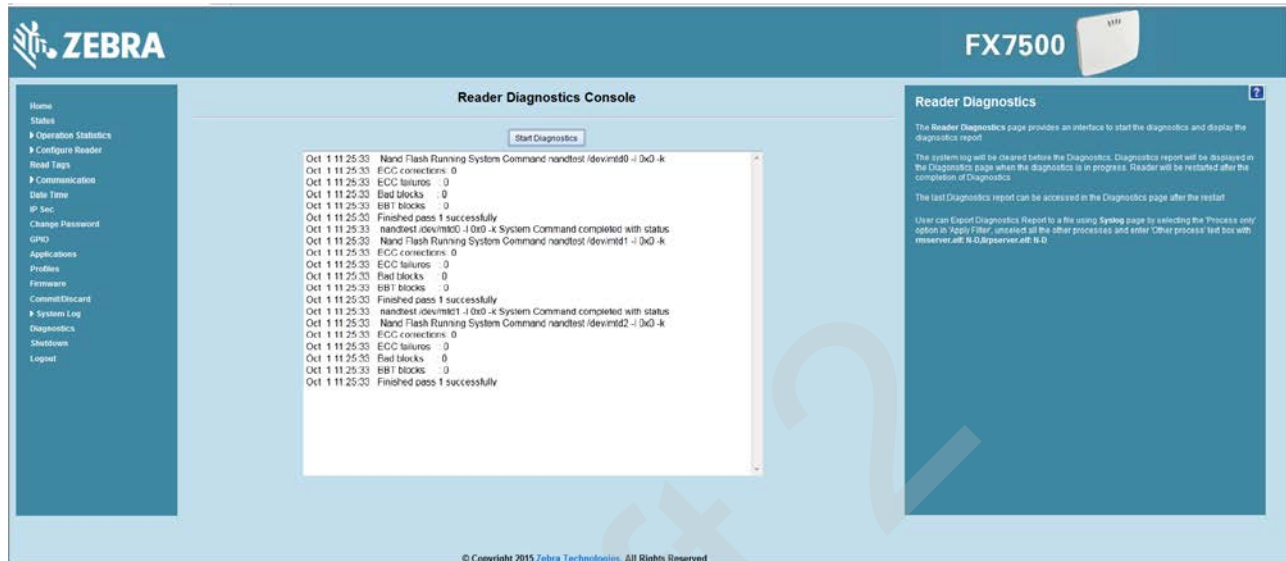 ZEBRA
FX7500
Home
Status
Operation Statistics
Configure Reader
Read Tags
Communication
Date Time
IP Sec
Change Password
GPIO
Applications
Profiles
Firmware
Commit/Discard
System Log
Diagnostics
Shutdown
Logout
Reader Diagnostics Console
Start Diagnostics
Oct 1 11:25:33 Nand Flash Running System Command nandtest /dev/mtd0 -l 0x0 -k
Oct 1 11:25:33 ECC corrections: 0
Oct 1 11:25:33 ECC failures : 0
Oct 1 11:25:33 Bad blocks : 0
Oct 1 11:25:33 BBT blocks : 0
Oct 1 11:25:33 Finished pass 1 successfully
Oct 1 11:25:33 nandtest /dev/mtd0 -l 0x0 -k System Command completed with status
Oct 1 11:25:33 Nand Flash Running System Command nandtest /dev/mtd1 -l 0x0 -k
Oct 1 11:25:33 ECC corrections: 0
Oct 1 11:25:33 ECC failures : 0
Oct 1 11:25:33 Bad blocks : 0
Oct 1 11:25:33 BBT blocks : 0
Oct 1 11:25:33 Finished pass 1 successfully
Oct 1 11:25:33 nandtest /dev/mtd1 -l 0x0 -k System Command completed with status
Oct 1 11:25:33 Nand Flash Running System Command nandtest /dev/mtd2 -l 0x0 -k
Oct 1 11:25:33 ECC corrections: 0
Oct 1 11:25:33 ECC failures : 0
Oct 1 11:25:33 Bad blocks : 0
Oct 1 11:25:33 BBT blocks : 0
Oct 1 11:25:33 Finished pass 1 successfully
Reader Diagnostics
?
The Reader Diagnostics page provides an interface to start the diagnostics and display the
diagnostics report
The system log will be cleared before the Diagnostics. Diagnostics report will be displayed in
the Diagonstics page when the diagnostics is in progress. Reader will be restarted after the
completion of Diagnostics
The last Diagnostics report can be accessed in the Diagnostics page after the restart
User can Export Diagnostics Report to a file using Syslog page by selecting the 'Process only'
option in 'Apply Filter', unselect all the other processes and enter 'Other process' text box with
rmserver.elf: N-D,llrpserver.elf: N-D
© Copyright 2015 Zebra Technologies. All Rights Reserved